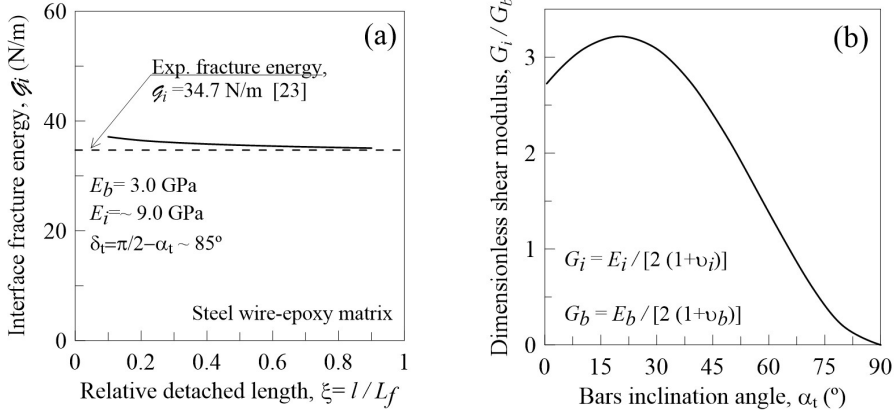 60
40
20
0
Interface fracture energy, 𝒢i (N/m)
(a)
Exp. fracture energy,
𝒢i =34.7 N/m [23]
Eb= 3.0 GPa
Ei=~ 9.0 GPa
δt=π/2−αt ~ 85º
Steel wire-epoxy matrix
0 0.2 0.4 0.6 0.8 1
Relative detached length, ξ= l / Lf
Dimensionless shear modulus, Gi / Gb
3
2
1
0
(b)
Gi = Ei / [2 (1+υi)]
Gb = Eb / [2 (1+υb)]
0 15 30 45 60 75 90
Bars inclination angle, αt (º)